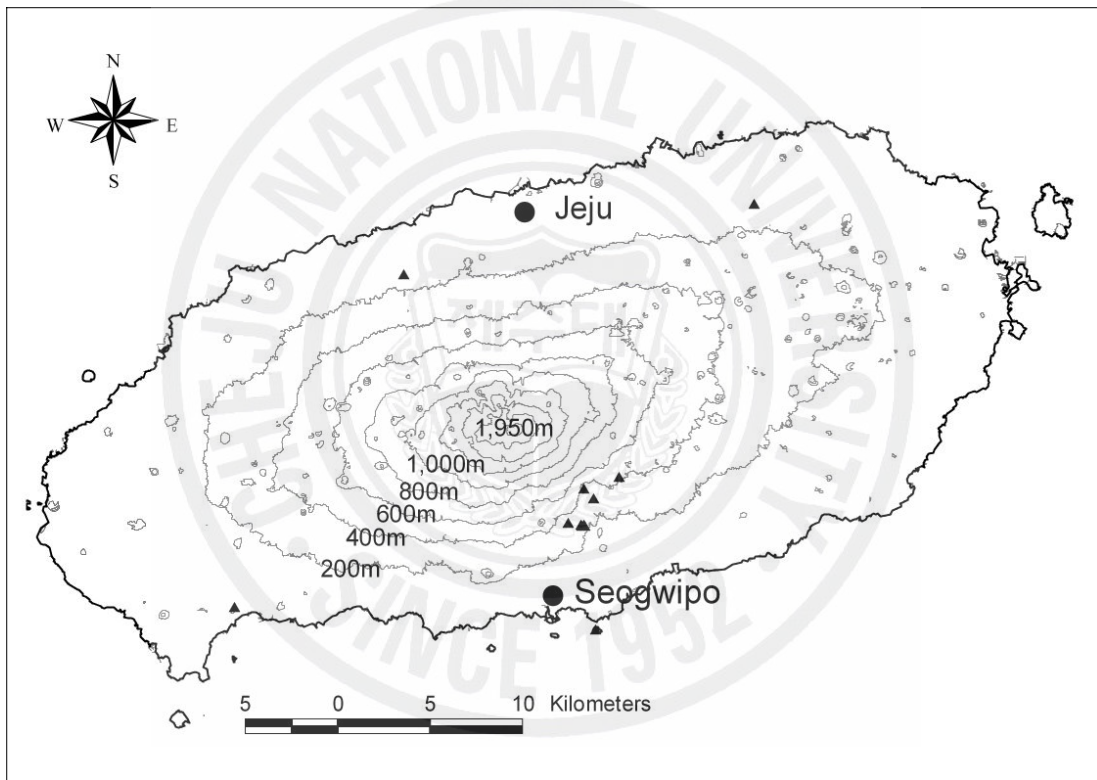 N
W E
S
Jeju
1,950m
1,000m
800m
600m
400m
200m
Seogwipo
5 0 5 10 Kilometers
CHEJU NATIONAL UNIVERSITY
SINCE 1952